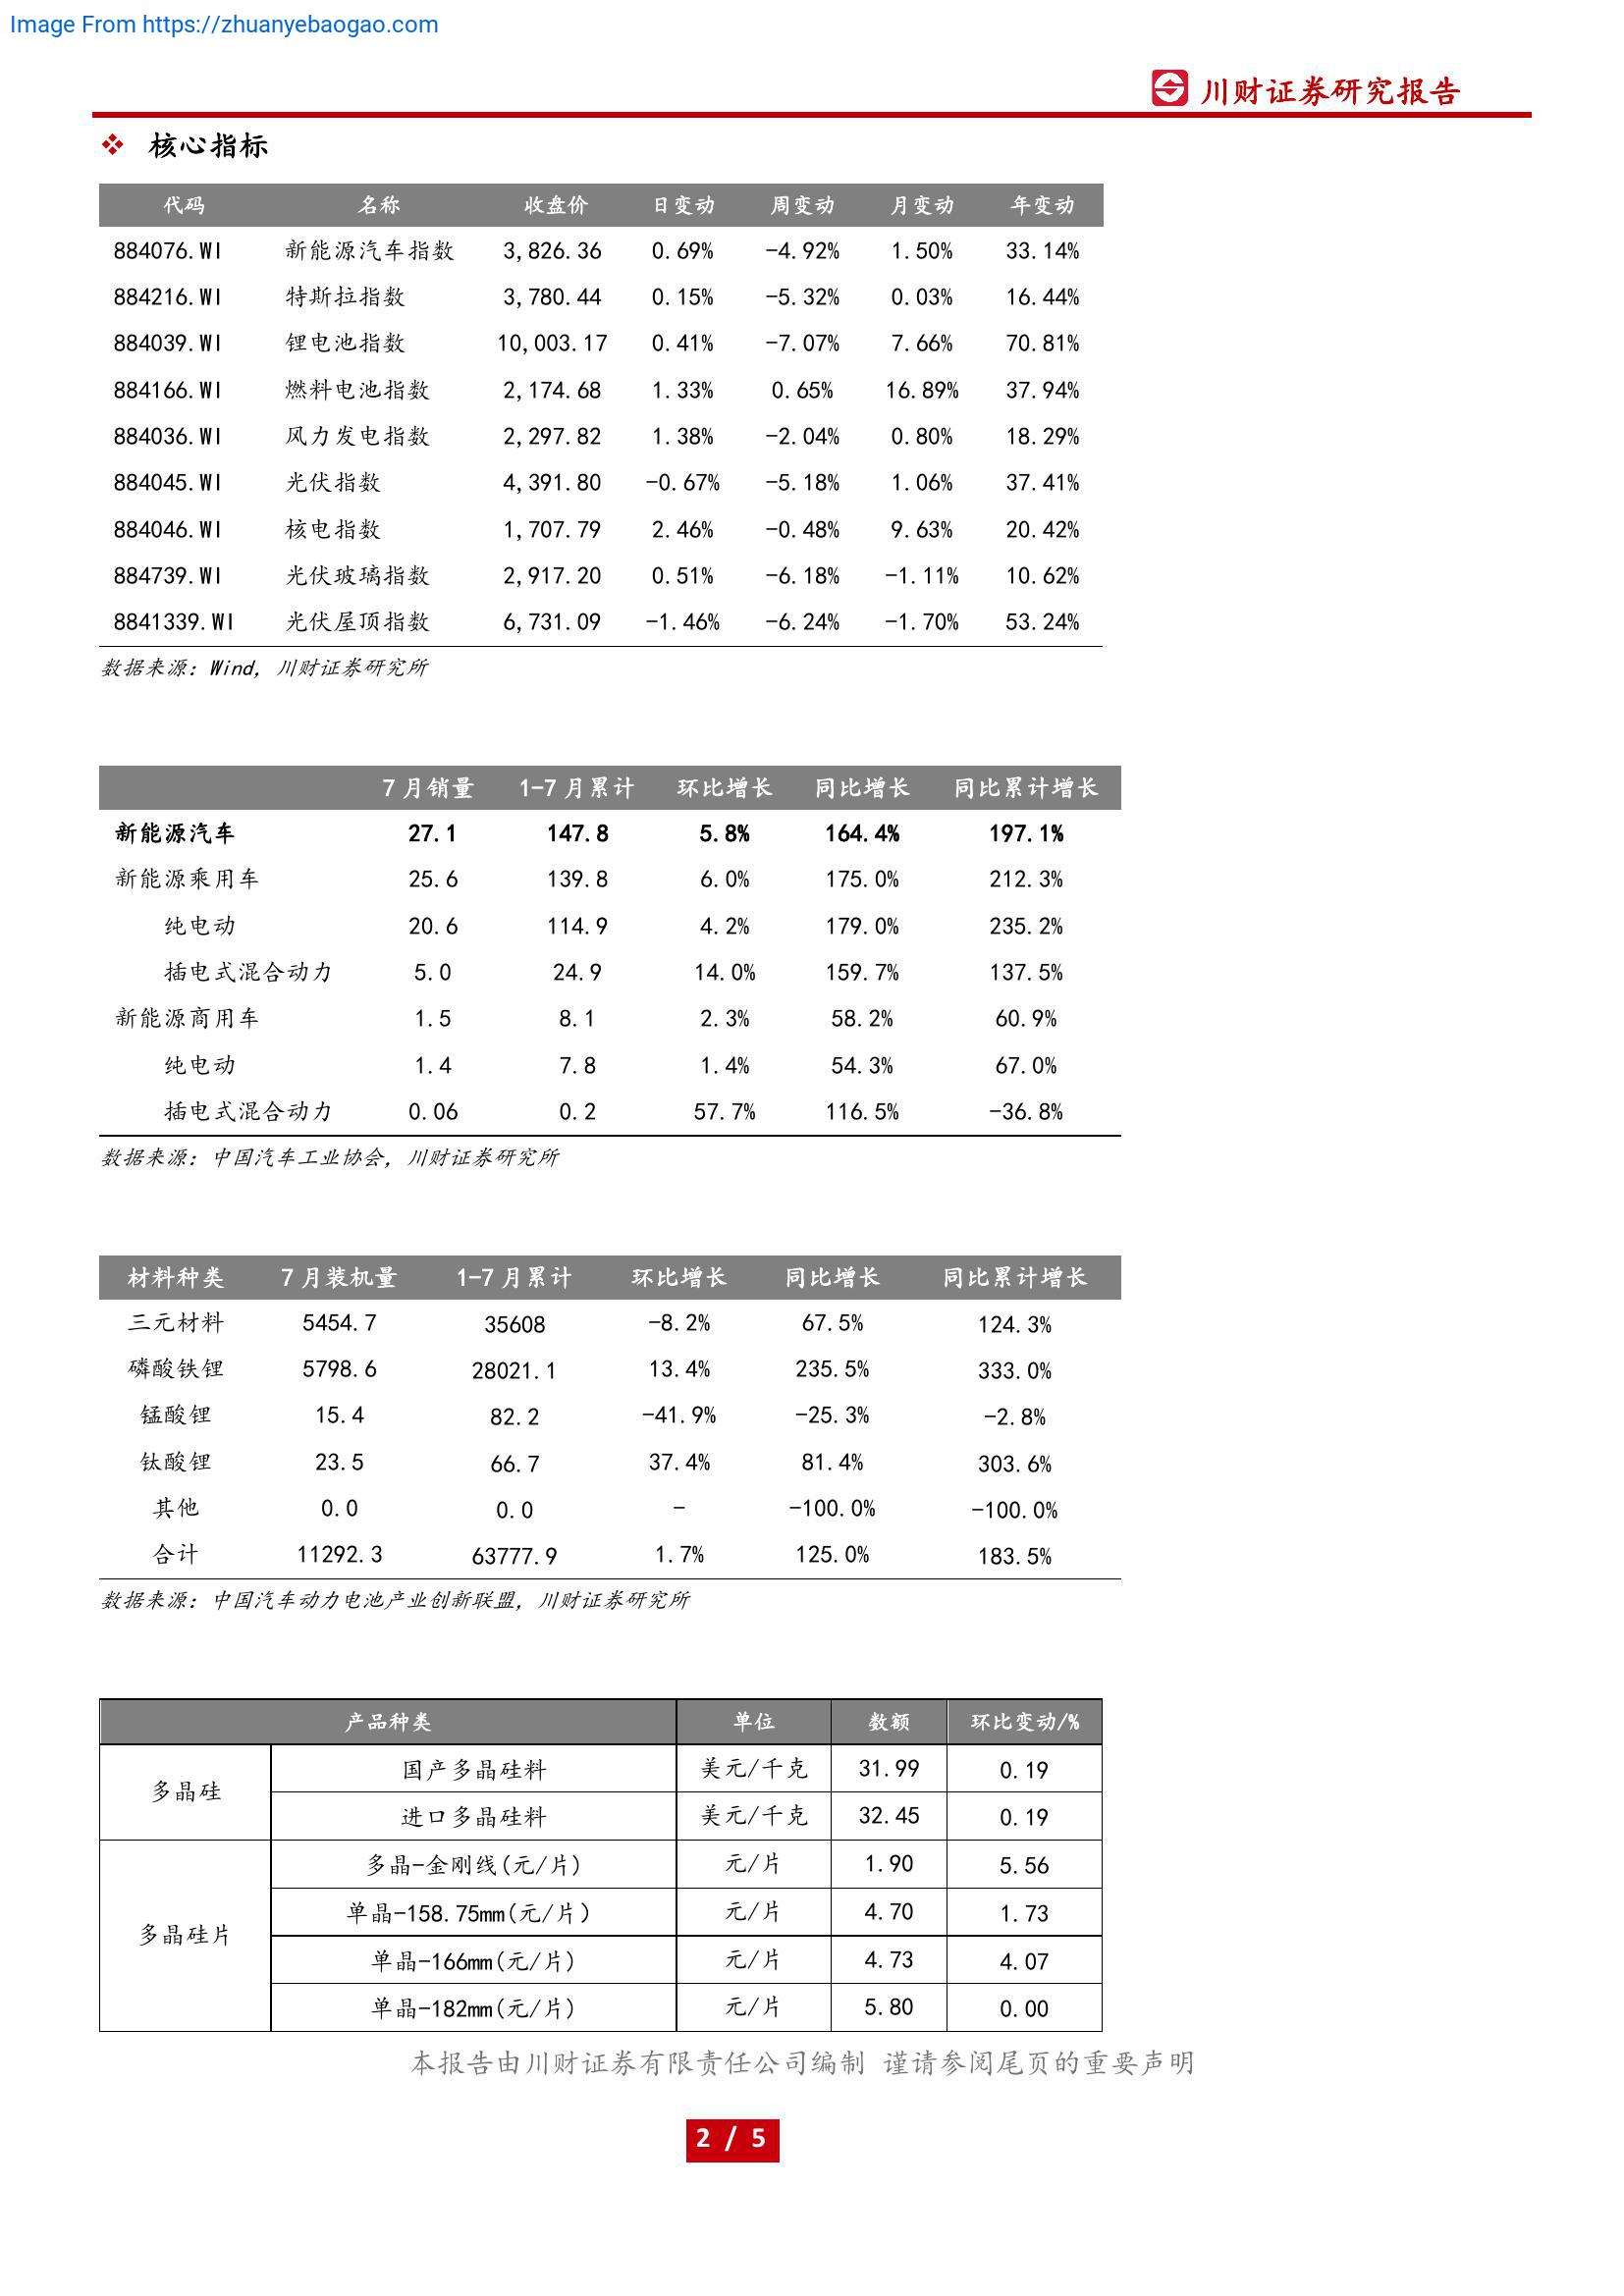 Image From https://zhuanyebaogao.com
川财证券研究报告
核心指标
代码 名称 收盘价 日变动 周变动 月变动 年变动
884076.WI 新能源汽车指数 3,826.36 0.69% -4.92% 1.50% 33.14%
884216.WI 特斯拉指数 3,780.44 0.15% -5.32% 0.03% 16.44%
884039.WI 锂电池指数 10,003.17 0.41% -7.07% 7.66% 70.81%
884166.WI 燃料电池指数 2,174.68 1.33% 0.65% 16.89% 37.94%
884036.WI 风力发电指数 2,297.82 1.38% -2.04% 0.80% 18.29%
884045.WI 光伏指数 4,391.80 -0.67% -5.18% 1.06% 37.41%
884046.WI 核电指数 1,707.79 2.46% -0.48% 9.63% 20.42%
884739.WI 光伏玻璃指数 2,917.20 0.51% -6.18% -1.11% 10.62%
8841339.WI 光伏屋顶指数 6,731.09 -1.46% -6.24% -1.70% 53.24%
数据来源：Wind，川财证券研究所
7 月销量 1-7 月累计 环比增长 同比增长 同比累计增长
新能源汽车 27.1 147.8 5.8% 164.4% 197.1%
新能源乘用车 25.6 139.8 6.0% 175.0% 212.3%
纯电动 20.6 114.9 4.2% 179.0% 235.2%
插电式混合动力 5.0 24.9 14.0% 159.7% 137.5%
新能源商用车 1.5 8.1 2.3% 58.2% 60.9%
纯电动 1.4 7.8 1.4% 54.3% 67.0%
插电式混合动力 0.06 0.2 57.7% 116.5% -36.8%
数据来源：中国汽车工业协会，川财证券研究所
材料种类 7 月装机量 1-7 月累计 环比增长 同比增长 同比累计增长
三元材料 5454.7 35608 -8.2% 67.5% 124.3%
磷酸铁锂 5798.6 28021.1 13.4% 235.5% 333.0%
锰酸锂 15.4 82.2 -41.9% -25.3% -2.8%
钛酸锂 23.5 66.7 37.4% 81.4% 303.6%
其他 0.0 0.0 - -100.0% -100.0%
合计 11292.3 63777.9 1.7% 125.0% 183.5%
数据来源：中国汽车动力电池产业创新联盟，川财证券研究所
产品种类 单位 数额 环比变动/%
多晶硅 国产多晶硅料 美元/千克 31.99 0.19
进口多晶硅料 美元/千克 32.45 0.19
多晶硅片 多晶-金刚线(元/片) 元/片 1.90 5.56
单晶-158.75mm(元/片) 元/片 4.70 1.73
单晶-166mm(元/片) 元/片 4.73 4.07
单晶-182mm(元/片) 元/片 5.80 0.00
本报告由川财证券有限责任公司编制 谨请参阅尾页的重要声明
2 / 5